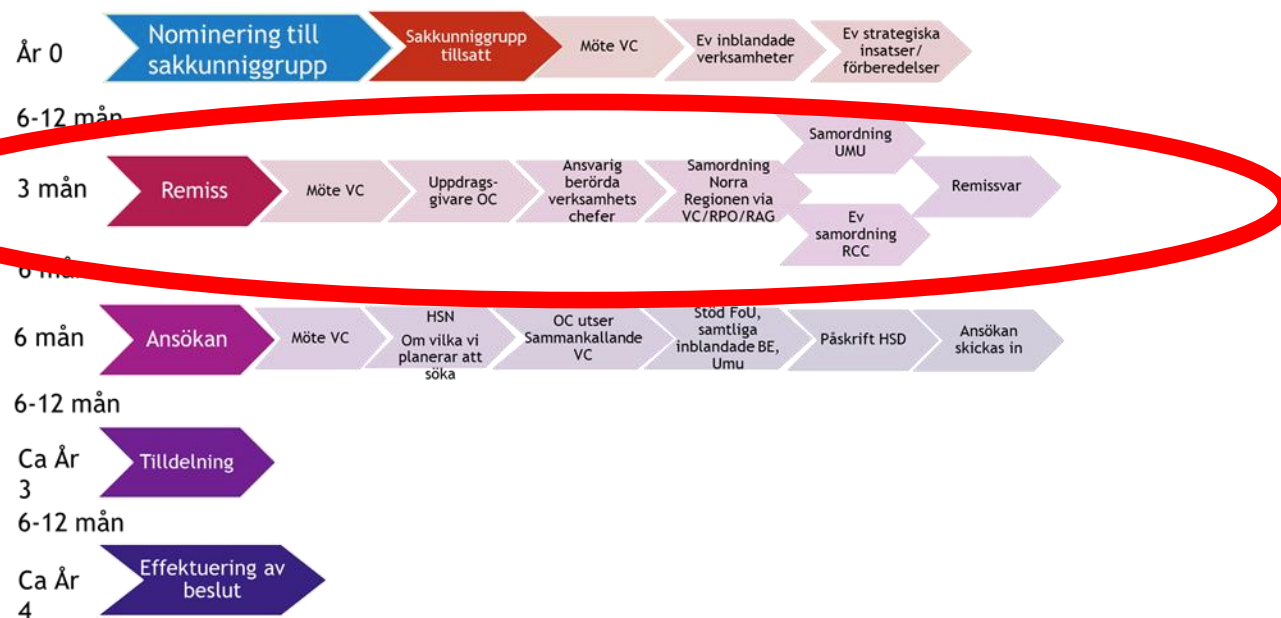 År 0
Nominering till
sakkunniggrupp
Sakkunniggrupp
tillsatt
Möte VC
Ev inblandade
verksamheter
Ev strategiska
insatser/
förberedelser
6-12 mån
3 mån
Remiss
Möte VC
Uppdrags-
givare OC
Ansvarig
berörda
verksamhets
chefer
Samordning
Norra
Regionen via
VC/RPO/RAG
Samordning
UMU
Ev
samordning
RCC
Remissvar
6 mån
6 mån
Ansökan
Möte VC
HSN
Om vilka vi
planerar att
söka
OC utser
Sammankallande
VC
Stöd FoU,
samtliga
inblandade BE,
Umu
Påskrift HSD
Ansökan
skickas in
6-12 mån
Ca År
3
Tilldelning
6-12 mån
Ca År
4
Effektuering av
beslut